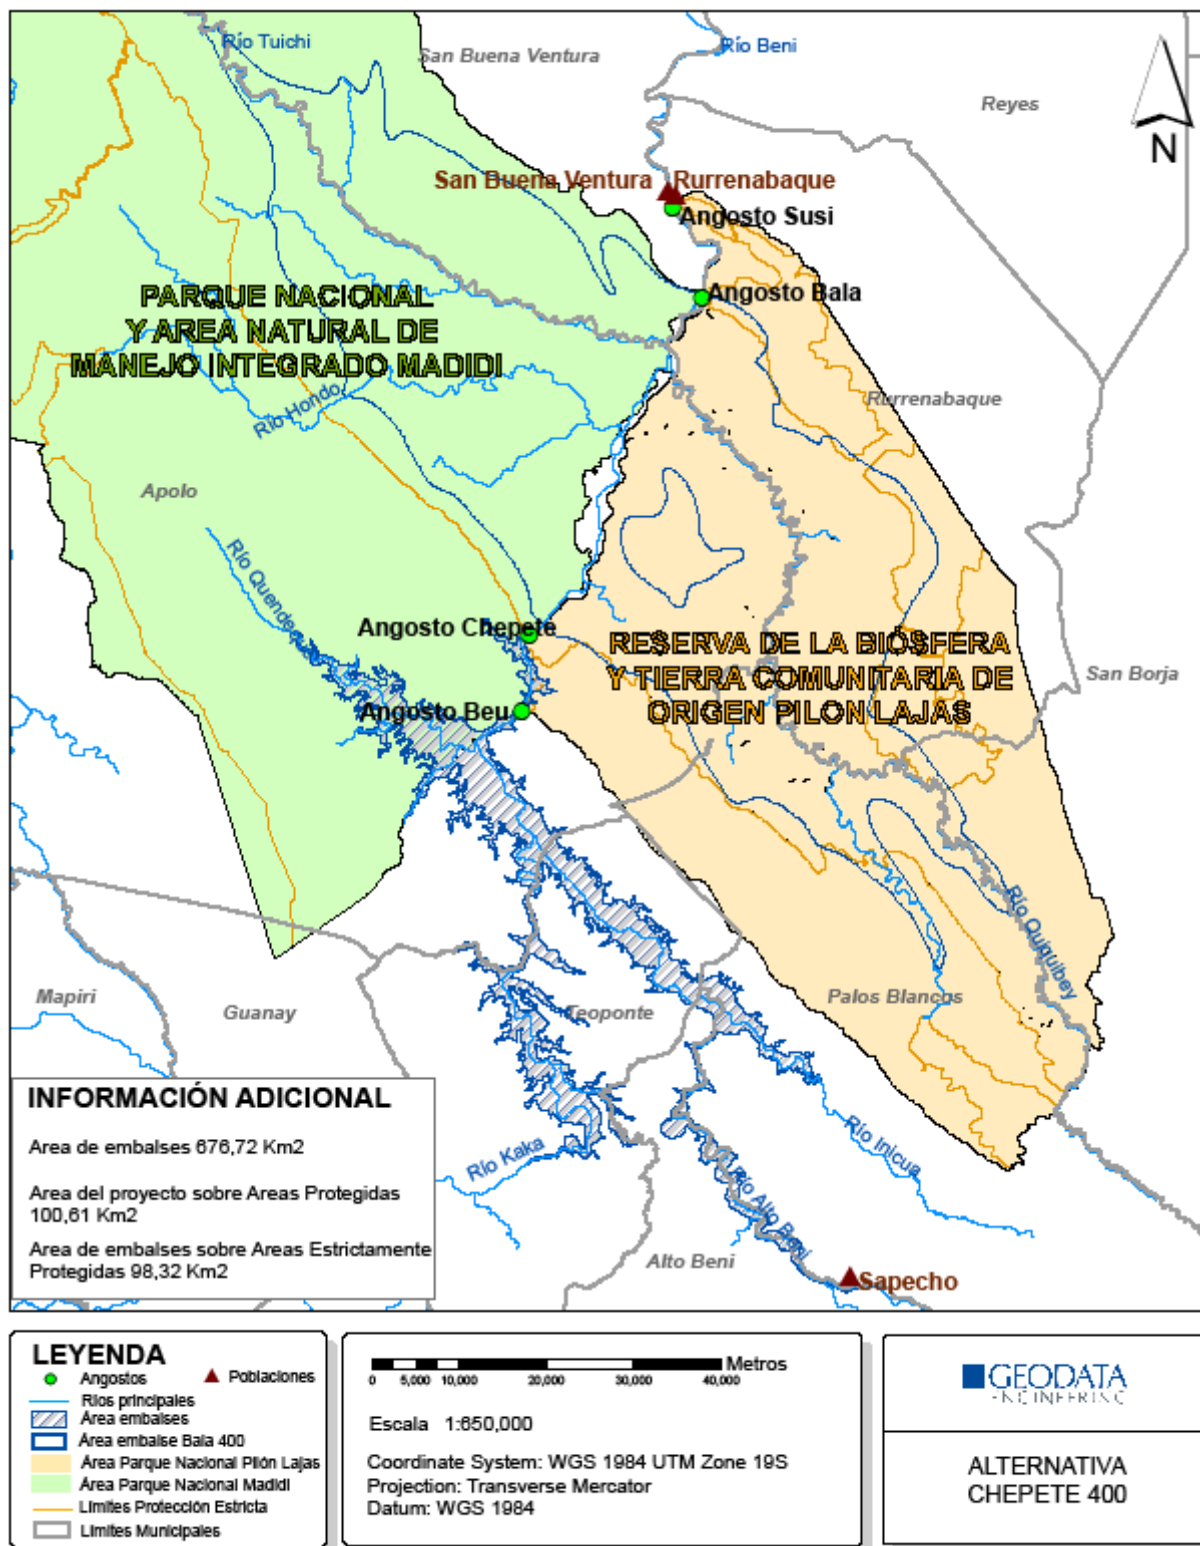 Río Tuichi
San Buena Ventura
Río Beni
Reyes
N
San Buena Ventura
Rurrenabaque
Angosto Susi
Angosto Bala
PARQUE NACIONAL
Y AREA NATURAL DE
MANEJO INTEGRADO MADIDI
Río Hondo
Rurrenabaque
Apolo
Río Quendeque
Angosto Chepete
RESERVA DE LA BIÓSFERA
Y TIERRA COMUNITARIA DE
ORIGEN PILON LAJAS
San Borja
Angosto Beu
Río Quiquibey
Mapiri
Guanay
Teoponte
Palos Blancos
Río Kaka
Río Inicua
Río Alto Beni
Alto Beni
Sapecho
INFORMACIÓN ADICIONAL
Area de embalses 676,72 Km2
Area del proyecto sobre Areas Protegidas
100,61 Km2
Area de embalses sobre Areas Estrictamente
Protegidas 98,32 Km2
LEYENDA
Angostos
Poblaciones
Rios principales
Área embalses
Área embalse Bala 400
Área Parque Nacional Pilón Lajas
Área Parque Nacional Madidi
Límites Protección Estricta
Límites Municipales
Metros
0 5,000 10,000 20,000 30,000 40,000
Escala 1:650,000
Coordinate System: WGS 1984 UTM Zone 19S
Projection: Transverse Mercator
Datum: WGS 1984
GEODATA
ENGINEERING
ALTERNATIVA
CHEPETE 400